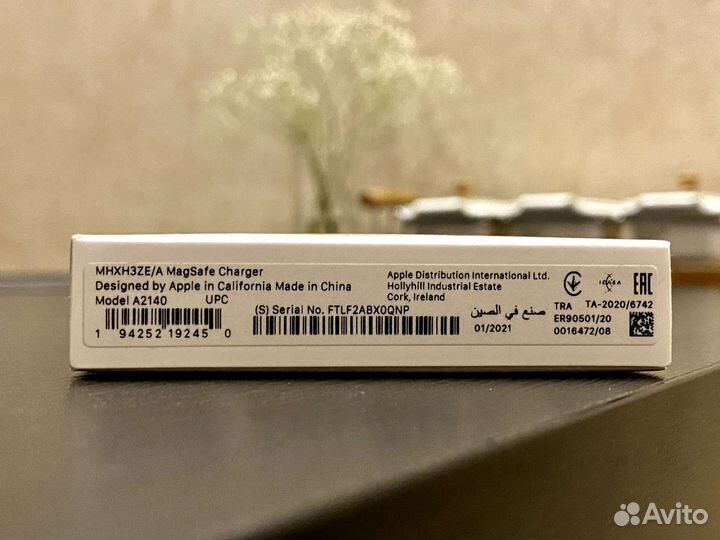 MHXH3ZE/A MagSafe Charger
Designed by Apple in California Made in China
Model A2140 UPC
1 94252 19245 0
(S) Serial No. FTLF2ABX0QNP
Apple Distribution International Ltd.
Hollyhill Industrial Estate
Cork, Ireland
صنع في الصين
01/2021
ICASA
EAC
TRA TA-2020/6742
ER90501/20
0016472/08
Avito